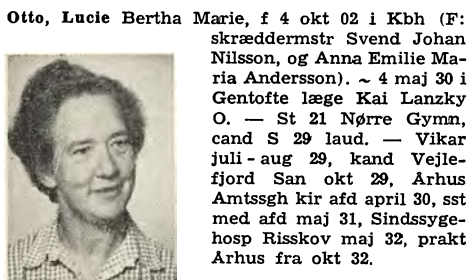 Otto, Lucie Bertha Marie, f 4 okt 02 i Kbh (F:
skræddermstr Svend Johan
Nilsson, og Anna Emilie Ma-
ria Andersson). ~ 4 maj 30 i
Gentofte læge Kai Lanzky
O. — St 21 Nørre Gymn,
cand S 29 laud. — Vikar
juli-aug 29, kand Vejle-
fjord San okt 29, Århus
Amtssgh kir afd april 30, sst
med afd maj 31, Sindssyge-
hosp Risskov maj 32, prakt
Århus fra okt 32.